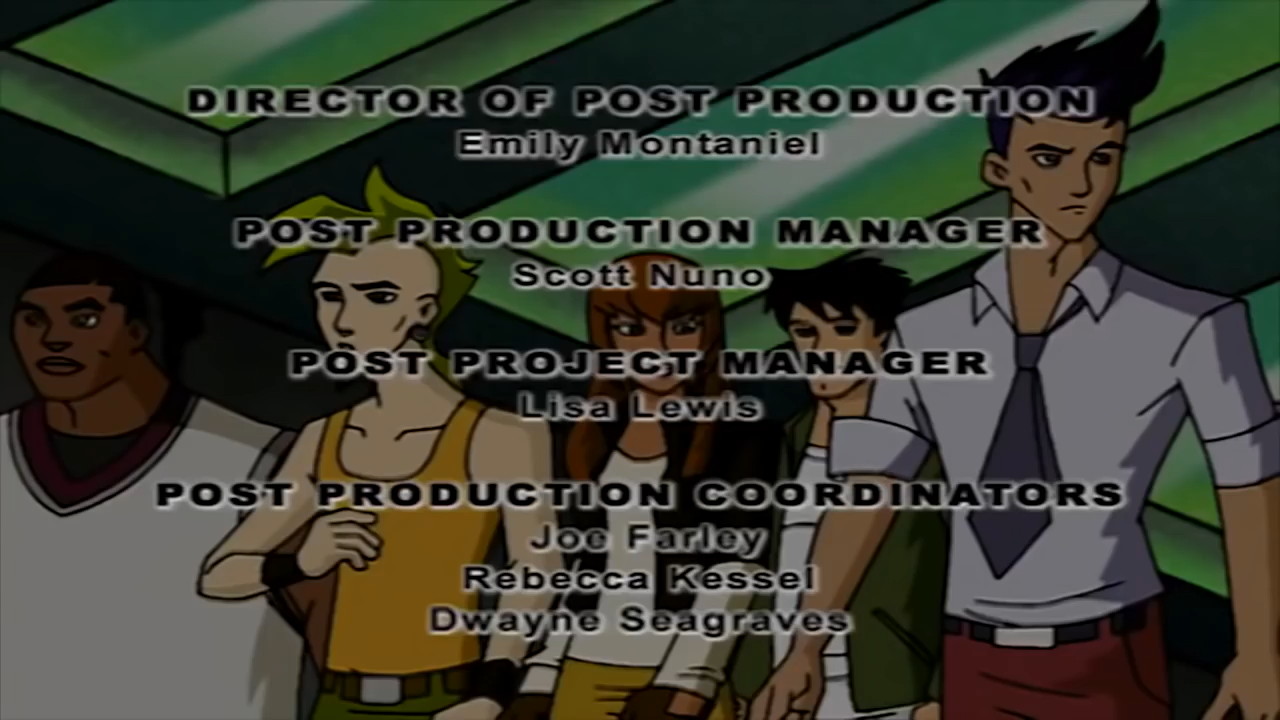 DIRECTOR OF POST PRODUCTION
Emily Montaniel
POST PRODUCTION MANAGER
Scott Nuno
POST PROJECT MANAGER
Lisa Lewis
POST PRODUCTION COORDINATORS
Joe Farley
Rebecca Kessel
Dwayne Seagraves